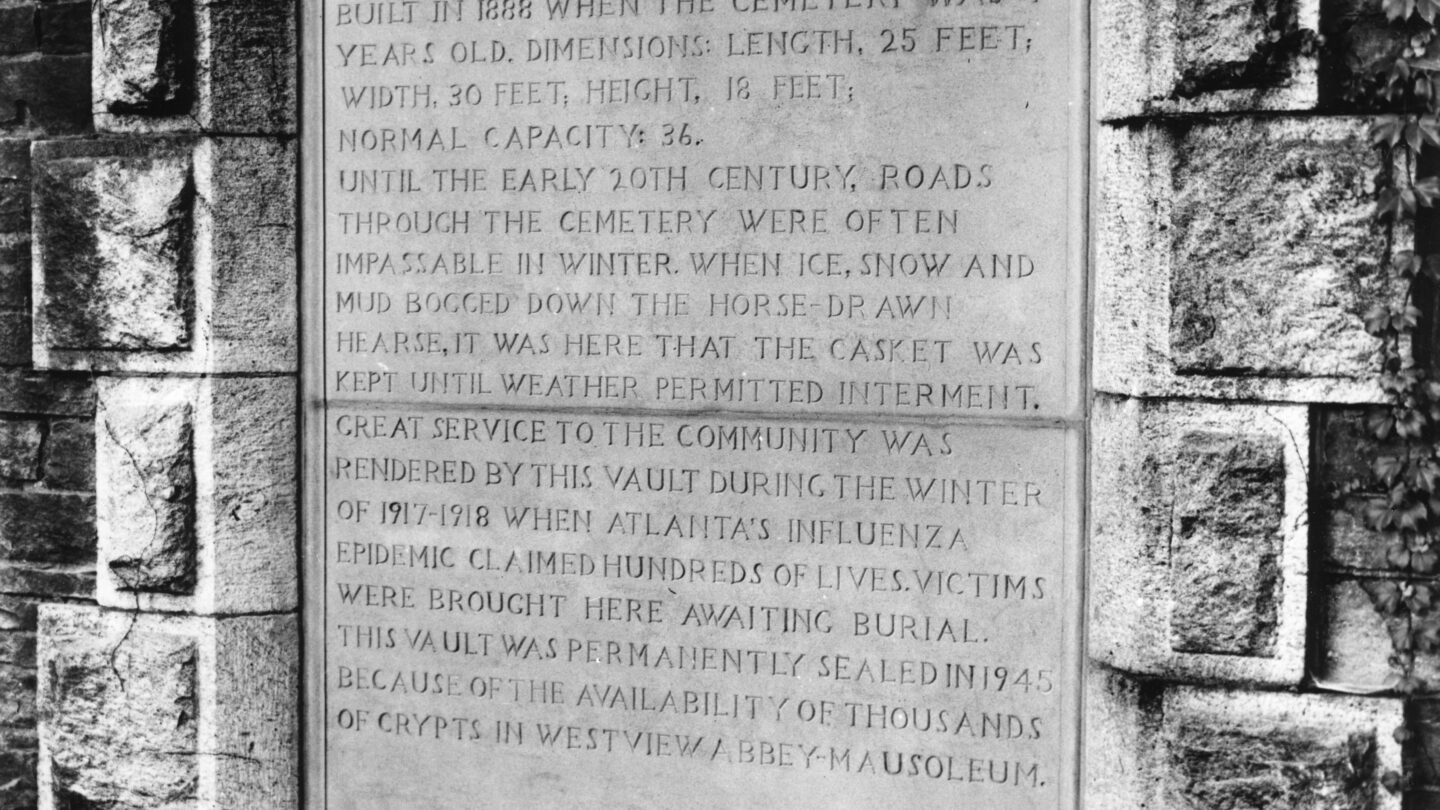 BUILT IN 1888 WHEN THE CEMETERY WAS
YEARS OLD. DIMENSIONS: LENGTH, 25 FEET;
WIDTH, 30 FEET; HEIGHT, 18 FEET;
NORMAL CAPACITY: 36.
UNTIL THE EARLY 20TH CENTURY, ROADS
THROUGH THE CEMETERY WERE OFTEN
IMPASSABLE IN WINTER. WHEN ICE, SNOW AND
MUD BOGGED DOWN THE HORSE-DRAWN
HEARSE, IT WAS HERE THAT THE CASKET WAS
KEPT UNTIL WEATHER PERMITTED INTERMENT.
GREAT SERVICE TO THE COMMUNITY WAS
RENDERED BY THIS VAULT DURING THE WINTER
OF 1917-1918 WHEN ATLANTA'S INFLUENZA
EPIDEMIC CLAIMED HUNDREDS OF LIVES. VICTIMS
WERE BROUGHT HERE AWAITING BURIAL.
THIS VAULT WAS PERMANENTLY SEALED IN 1945
BECAUSE OF THE AVAILABILITY OF THOUSANDS
OF CRYPTS IN WESTVIEW ABBEY-MAUSOLEUM.